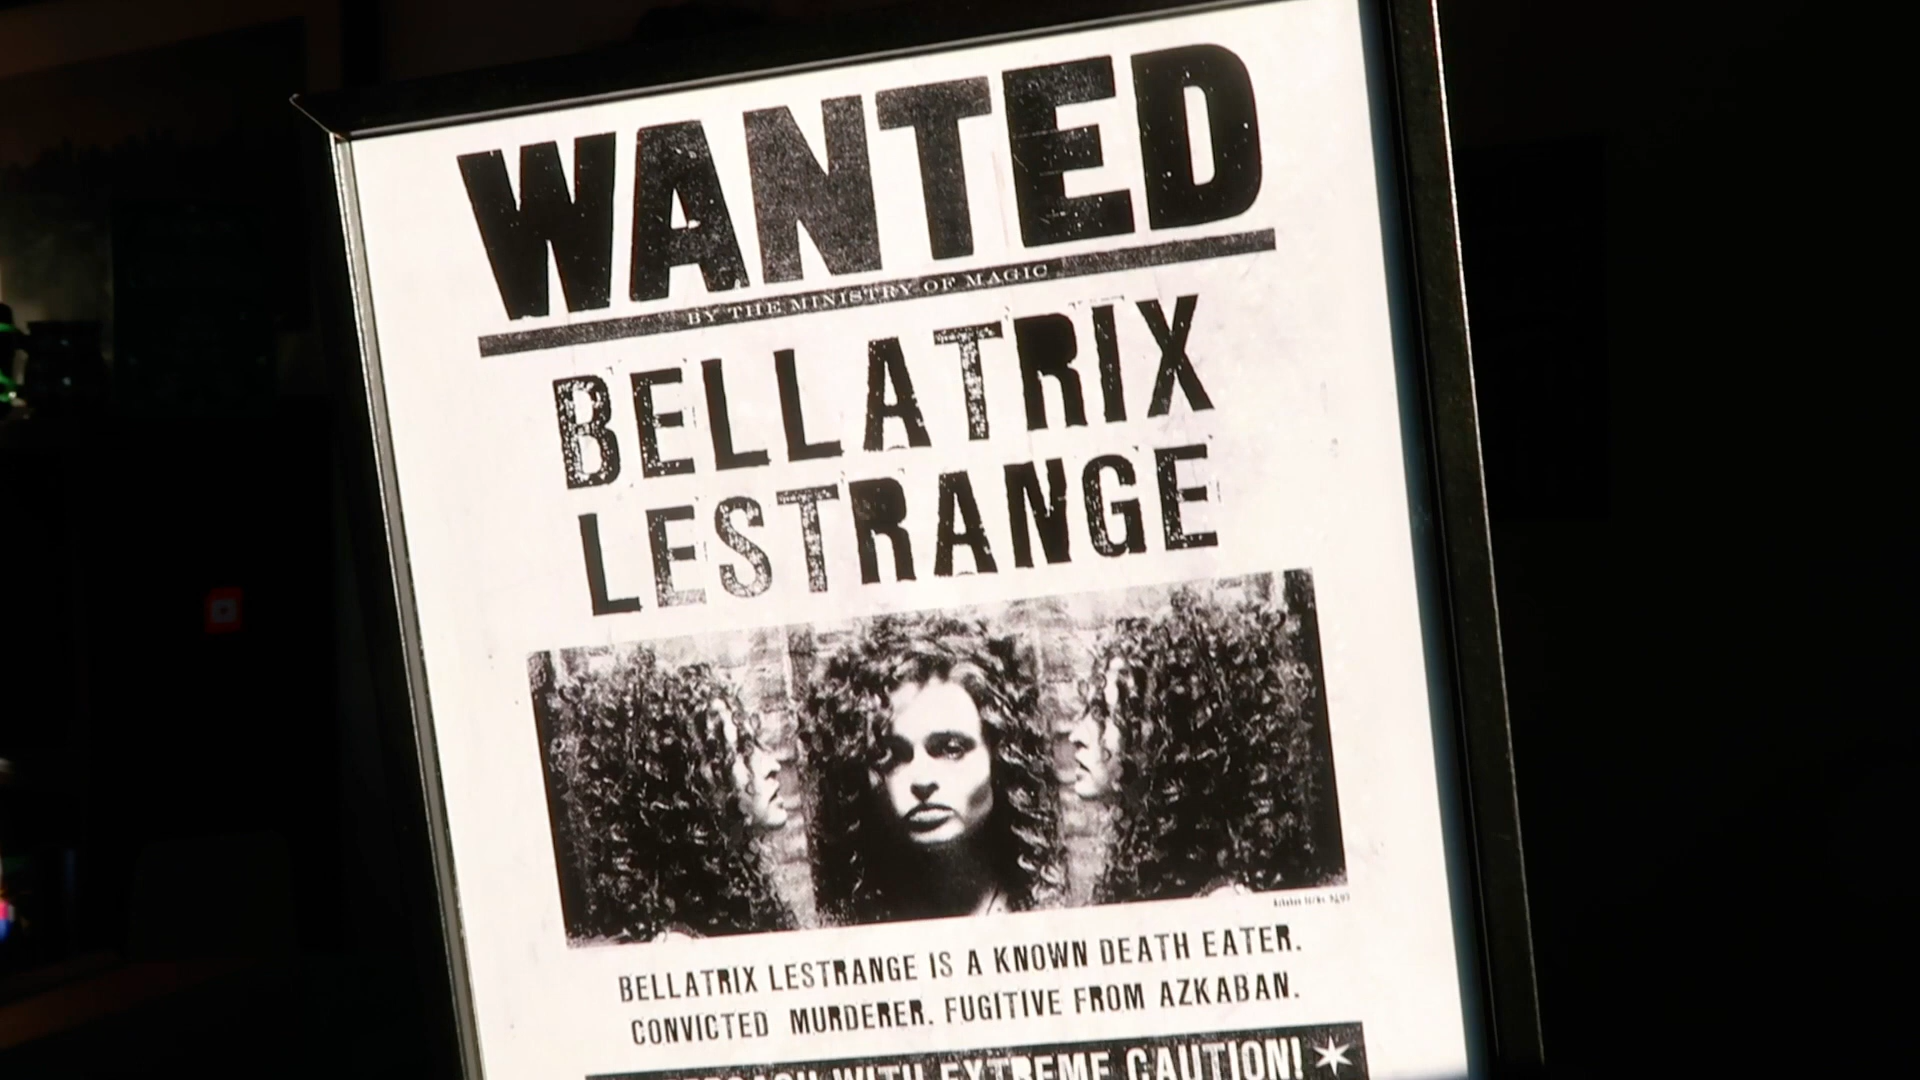 WANTED
BY THE MINISTRY OF MAGIC
BELLATRIX
LESTRANGE
BELLATRIX LESTRANGE IS A KNOWN DEATH EATER.
CONVICTED MURDERER. FUGITIVE FROM AZKABAN.
WITH EXTREME CAUTION!